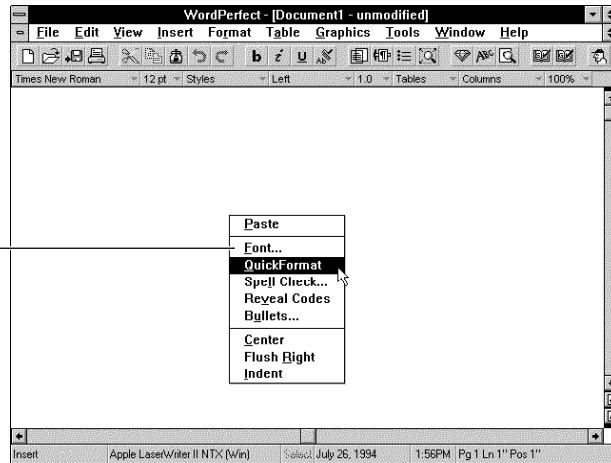 WordPerfect - [Document1 - unmodified]
File Edit View Insert Format Table Graphics Tools Window Help
b i u ABC
Times New Roman 12 pt Styles Left 1.0 Tables Columns 100%
Paste
Font...
QuickFormat
Spell Check...
Reveal Codes
Bullets...
Center
Flush Right
Indent
Insert Apple LaserWriter II NTX (Win) Select July 26, 1994 1:56PM Pg 1 Ln 1" Pos 1"